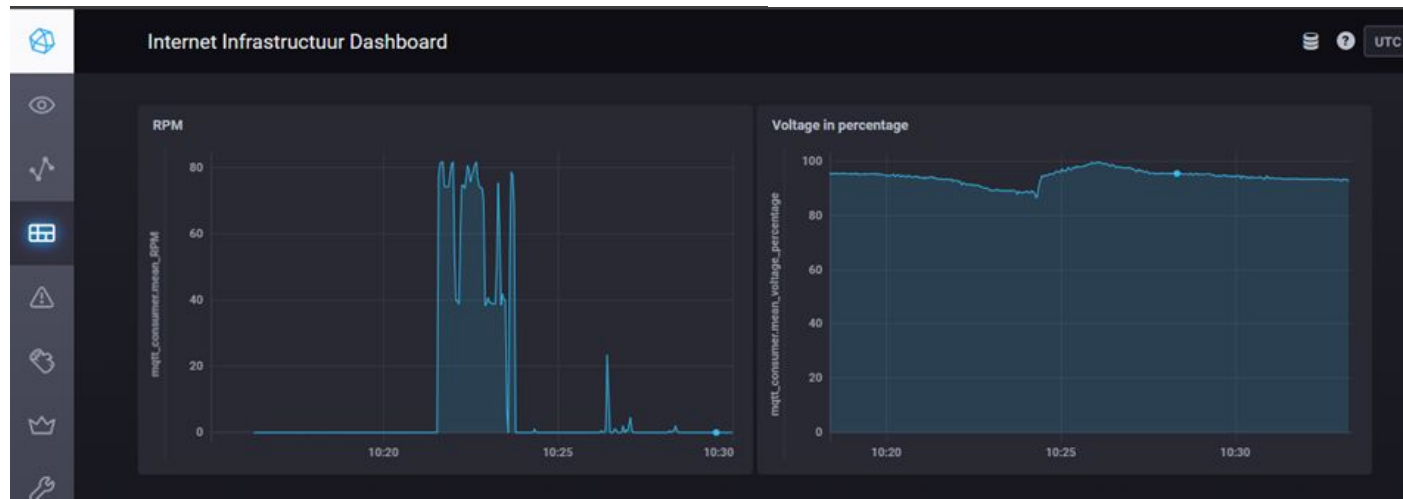 Internet Infrastructuur Dashboard
UTC
RPM
mqtt_consumer.mean_RPM
80
60
40
20
0
10:20
10:25
10:30
Voltage in percentage
mqtt_consumer.mean_voltage_percentage
100
80
60
40
20
0
10:20
10:25
10:30